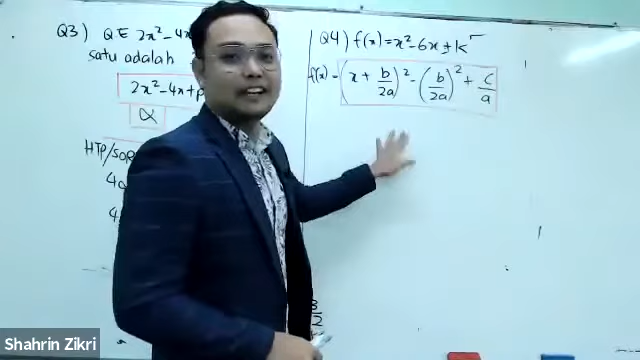 Q3) QE 2x² - 4x
satu adalah
2x² - 4x + p
α
HTP/SOR
Q4) f(x) = x² - 6x + k
f(x) = (x + b/2a)² - (b/2a)² + c/a
Shahrin Zikri